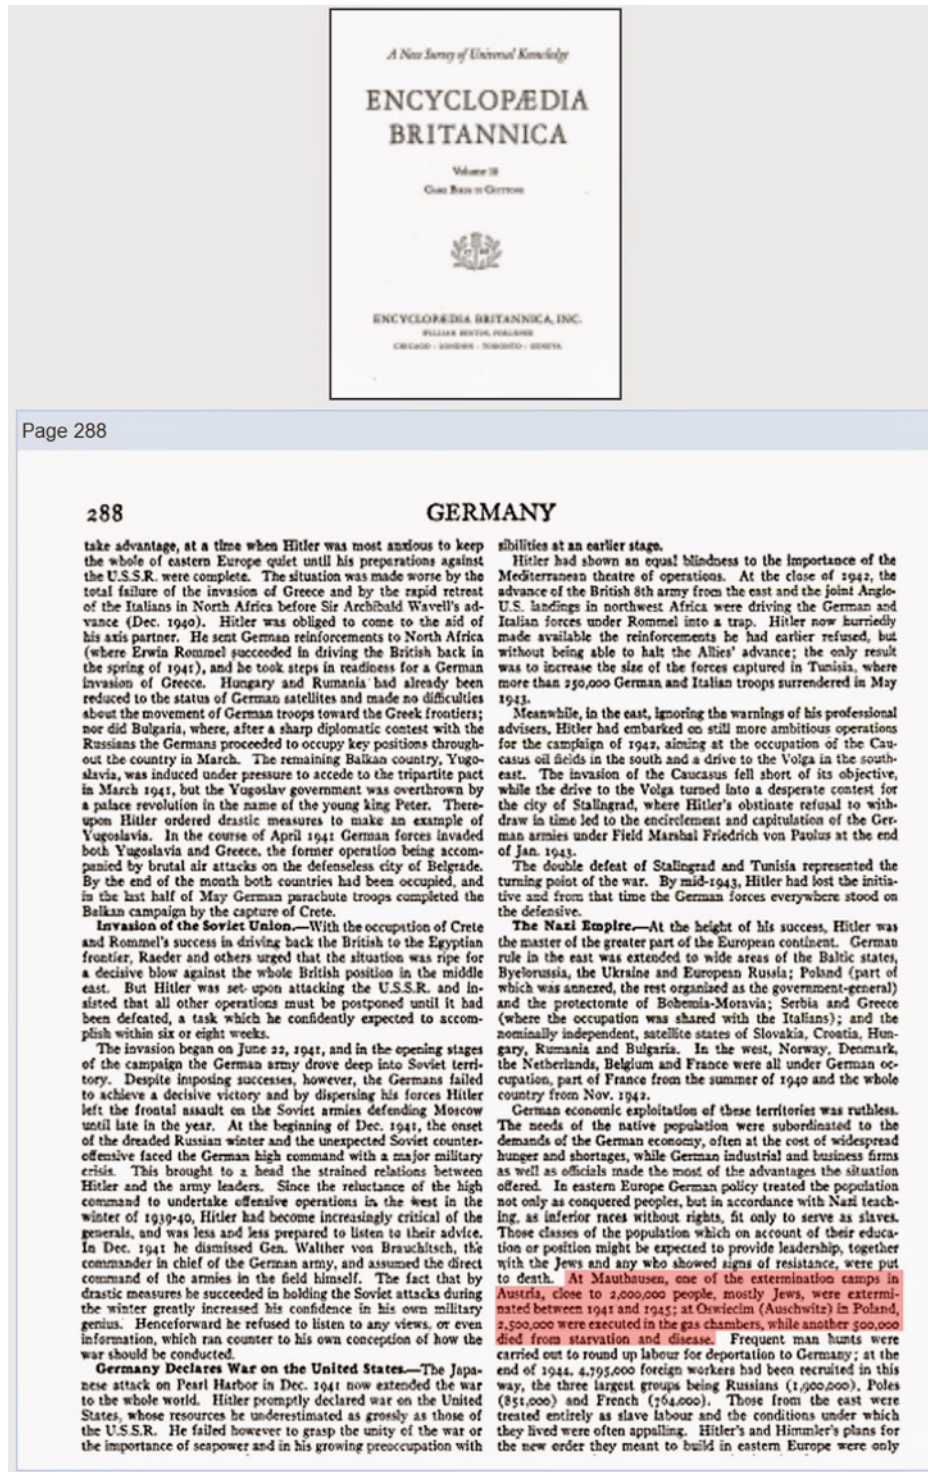 A New Survey of Universal Knowledge
ENCYCLOPÆDIA
BRITANNICA
Volume 10
GAME BIRDS TO GUTTONE
ENCYCLOPÆDIA BRITANNICA, INC.
WILLIAM BENTON, PUBLISHER
CHICAGO · LONDON · TORONTO · GENEVA
Page 288
288
GERMANY
take advantage, at a time when Hitler was most anxious to keep
the whole of eastern Europe quiet until his preparations against
the U.S.S.R. were complete. The situation was made worse by the
total failure of the invasion of Greece and by the rapid retreat
of the Italians in North Africa before Sir Archibald Wavell's ad-
vance (Dec. 1940). Hitler was obliged to come to the aid of
his axis partner. He sent German reinforcements to North Africa
(where Erwin Rommel succeeded in driving the British back in
the spring of 1941), and he took steps in readiness for a German
invasion of Greece. Hungary and Rumania had already been
reduced to the status of German satellites and made no difficulties
about the movement of German troops toward the Greek frontiers;
nor did Bulgaria, where, after a sharp diplomatic contest with the
Russians the Germans proceeded to occupy key positions through-
out the country in March. The remaining Balkan country, Yugo-
slavia, was induced under pressure to accede to the tripartite pact
in March 1941, but the Yugoslav government was overthrown by
a palace revolution in the name of the young king Peter. There-
upon Hitler ordered drastic measures to make an example of
Yugoslavia. In the course of April 1941 German forces invaded
both Yugoslavia and Greece, the former operation being accom-
panied by brutal air attacks on the defenseless city of Belgrade.
By the end of the month both countries had been occupied, and
in the last half of May German parachute troops completed the
Balkan campaign by the capture of Crete.
Invasion of the Soviet Union.—With the occupation of Crete
and Rommel's success in driving back the British to the Egyptian
frontier, Raeder and others urged that the situation was ripe for
a decisive blow against the whole British position in the middle
east. But Hitler was set upon attacking the U.S.S.R. and in-
sisted that all other operations must be postponed until it had
been defeated, a task which he confidently expected to accom-
plish within six or eight weeks.
The invasion began on June 22, 1941, and in the opening stages
of the campaign the German army drove deep into Soviet terri-
tory. Despite imposing successes, however, the Germans failed
to achieve a decisive victory and by dispersing his forces Hitler
left the frontal assault on the Soviet armies defending Moscow
until late in the year. At the beginning of Dec. 1941, the onset
of the dreaded Russian winter and the unexpected Soviet counter-
offensive faced the German high command with a major military
crisis. This brought to a head the strained relations between
Hitler and the army leaders. Since the reluctance of the high
command to undertake offensive operations in the west in the
winter of 1939-40, Hitler had become increasingly critical of the
generals, and was less and less prepared to listen to their advice.
In Dec. 1941 he dismissed Gen. Walther von Brauchitsch, the
commander in chief of the German army, and assumed the direct
command of the armies in the field himself. The fact that by
drastic measures he succeeded in holding the Soviet attacks during
the winter greatly increased his confidence in his own military
genius. Henceforward he refused to listen to any views, or even
information, which ran counter to his own conception of how the
war should be conducted.
Germany Declares War on the United States.—The Japa-
nese attack on Pearl Harbor in Dec. 1941 now extended the war
to the whole world. Hitler promptly declared war on the United
States, whose resources he underestimated as grossly as those of
the U.S.S.R. He failed however to grasp the unity of the war or
the importance of seapower and in his growing preoccupation with
sibilities at an earlier stage.
Hitler had shown an equal blindness to the importance of the
Mediterranean theatre of operations. At the close of 1942, the
advance of the British 8th army from the east and the joint Anglo-
U.S. landings in northwest Africa were driving the German and
Italian forces under Rommel into a trap. Hitler now hurriedly
made available the reinforcements he had earlier refused, but
without being able to halt the Allies' advance; the only result
was to increase the size of the forces captured in Tunisia, where
more than 250,000 German and Italian troops surrendered in May
1943.
Meanwhile, in the east, ignoring the warnings of his professional
advisers, Hitler had embarked on still more ambitious operations
for the campaign of 1942, aiming at the occupation of the Cau-
casus oil fields in the south and a drive to the Volga in the south-
east. The invasion of the Caucasus fell short of its objective,
while the drive to the Volga turned into a desperate contest for
the city of Stalingrad, where Hitler's obstinate refusal to with-
draw in time led to the encirclement and capitulation of the Ger-
man armies under Field Marshal Friedrich von Paulus at the end
of Jan. 1943.
The double defeat of Stalingrad and Tunisia represented the
turning point of the war. By mid-1943, Hitler had lost the initia-
tive and from that time the German forces everywhere stood on
the defensive.
The Nazi Empire.—At the height of his success, Hitler was
the master of the greater part of the European continent. German
rule in the east was extended to wide areas of the Baltic states,
Byelorussia, the Ukraine and European Russia; Poland (part of
which was annexed, the rest organized as the government-general)
and the protectorate of Bohemia-Moravia; Serbia and Greece
(where the occupation was shared with the Italians); and the
nominally independent, satellite states of Slovakia, Croatia, Hun-
gary, Rumania and Bulgaria. In the west, Norway, Denmark,
the Netherlands, Belgium and France were all under German oc-
cupation, part of France from the summer of 1940 and the whole
country from Nov. 1942.
German economic exploitation of these territories was ruthless.
The needs of the native population were subordinated to the
demands of the German economy, often at the cost of widespread
hunger and shortages, while German industrial and business firms
as well as officials made the most of the advantages the situation
offered. In eastern Europe German policy treated the population
not only as conquered peoples, but in accordance with Nazi teach-
ing, as inferior races without rights, fit only to serve as slaves.
Those classes of the population which on account of their educa-
tion or position might be expected to provide leadership, together
with the Jews and any who showed signs of resistance, were put
to death. At Mauthausen, one of the extermination camps in
Austria, close to 2,000,000 people, mostly Jews, were extermi-
nated between 1941 and 1945; at Oswiecim (Auschwitz) in Poland,
2,500,000 were executed in the gas chambers, while another 500,000
died from starvation and disease. Frequent man hunts were
carried out to round up labour for deportation to Germany; at the
end of 1944, 4,795,000 foreign workers had been recruited in this
way, the three largest groups being Russians (1,900,000), Poles
(851,000) and French (764,000). Those from the east were
treated entirely as slave labour and the conditions under which
they lived were often appalling. Hitler's and Himmler's plans for
the new order they meant to build in eastern Europe were only